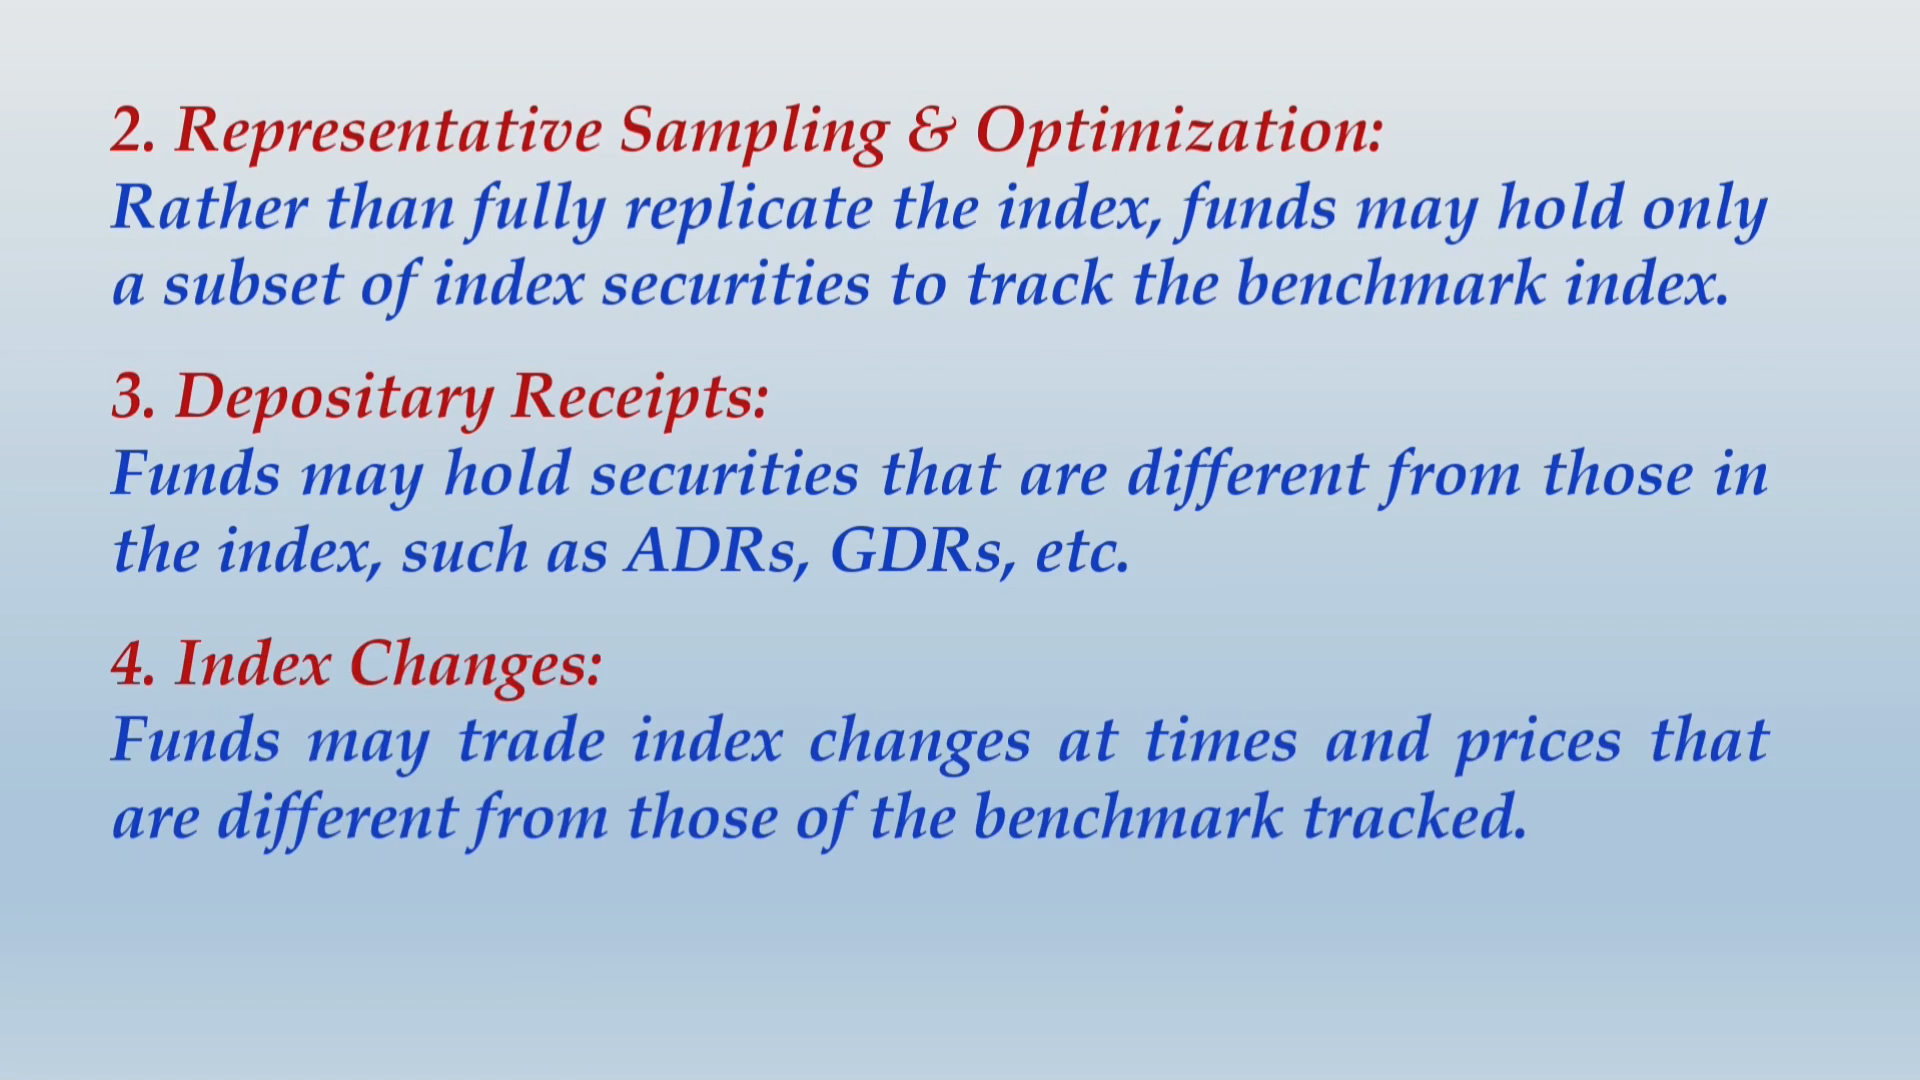 2. Representative Sampling & Optimization:
Rather than fully replicate the index, funds may hold only
a subset of index securities to track the benchmark index.
3. Depositary Receipts:
Funds may hold securities that are different from those in
the index, such as ADRs, GDRs, etc.
4. Index Changes:
Funds may trade index changes at times and prices that
are different from those of the benchmark tracked.